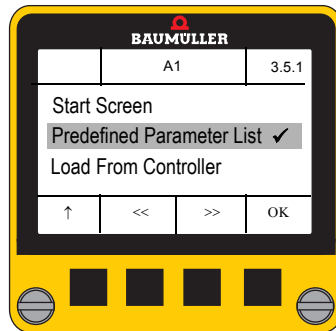 BAUMÜLLER
A1 3.5.1
Start Screen
Predefined Parameter List ✓
Load From Controller
↑ << >> OK